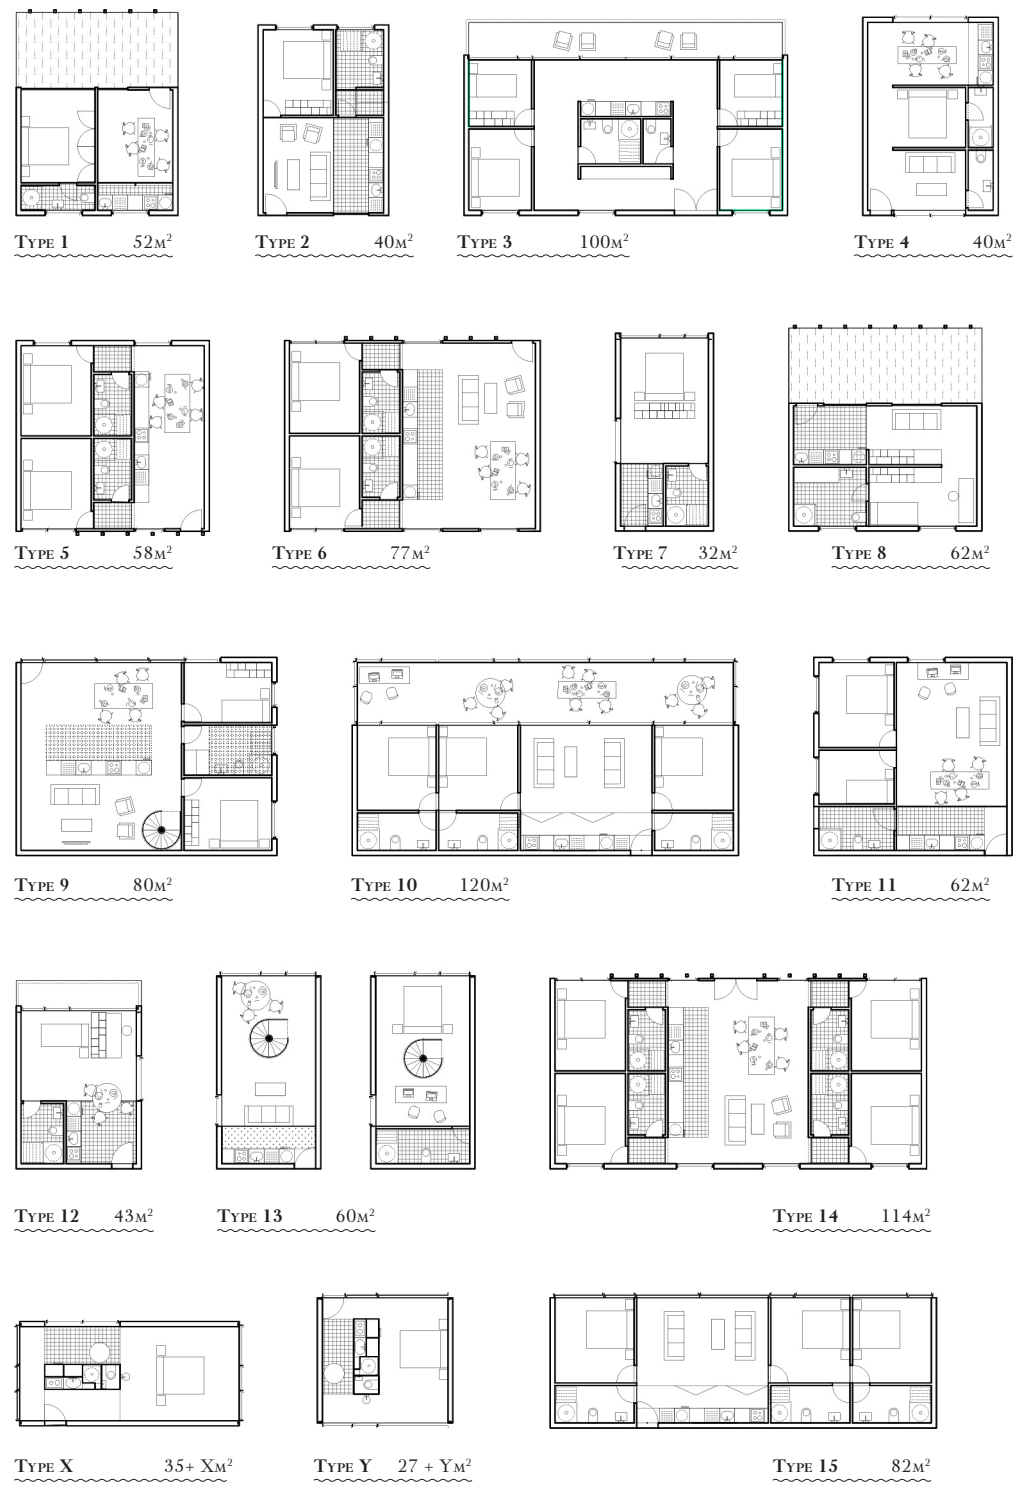 Type 1 52m²
Type 2 40m²
Type 3 100m²
Type 4 40m²
Type 5 58m²
Type 6 77m²
Type 7 32m²
Type 8 62m²
Type 9 80m²
Type 10 120m²
Type 11 62m²
Type 12 43m²
Type 13 60m²
Type 14 114m²
Type X 35+ Xm²
Type Y 27 + Ym²
Type 15 82m²